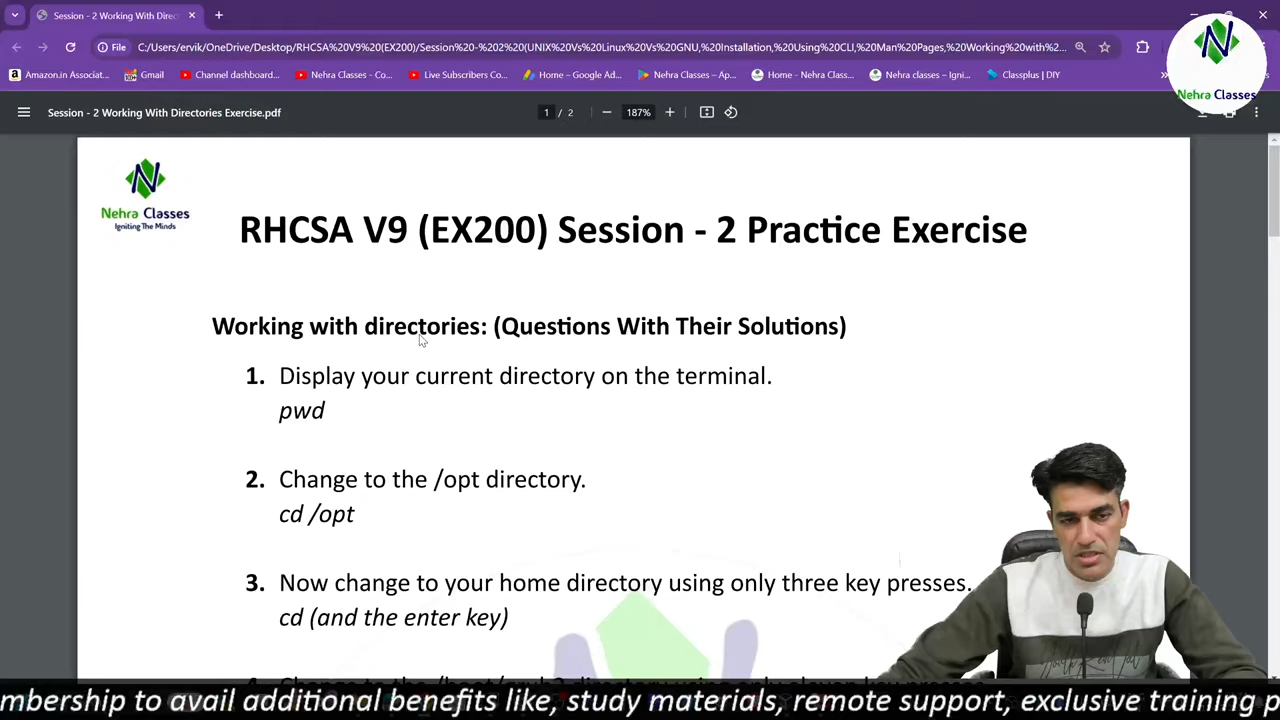 Session - 2 Working With Direc
File
C:/Users/ervik/OneDrive/Desktop/RHCSA%20V9%20(EX200)/Session%20-%202%20(UNIX%20Vs%20Linux%20Vs%20GNU,%20Installation,%20Using%20CLI,%20Man%20Pages,%20Working%20with%2...
Amazon.in Associat...
Gmail
Channel dashboard...
Nehra Classes - Co...
Live Subscribers Co...
Home – Google Ad...
Nehra Classes – Ap...
Home - Nehra Class...
Nehra classes – Igni...
Classplus | DIY
N
Nehra Classes
Session - 2 Working With Directories Exercise.pdf
1 / 2
187%
N
Nehra Classes
Igniting The Minds
RHCSA V9 (EX200) Session - 2 Practice Exercise
Working with directories: (Questions With Their Solutions)
1. Display your current directory on the terminal.
pwd
2. Change to the /opt directory.
cd /opt
3. Now change to your home directory using only three key presses.
cd (and the enter key)
mbership to avail additional benefits like, study materials, remote support, exclusive training p